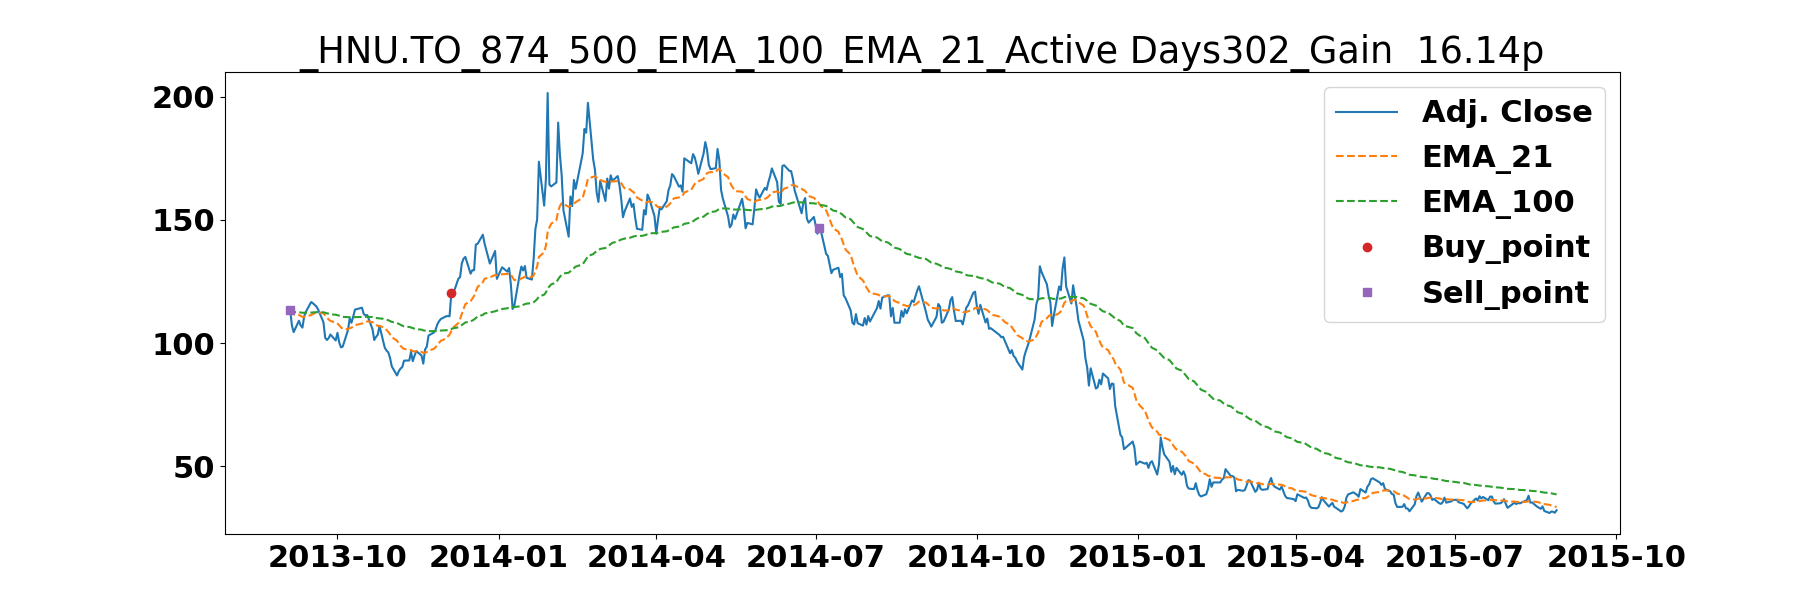 _HNU.TO_874_500_EMA_100_EMA_21_Active Days302_Gain  16.14p
200
150
100
50
Adj. Close
EMA_21
EMA_100
Buy_point
Sell_point
2013-10 2014-01 2014-04 2014-07 2014-10 2015-01 2015-04 2015-07 2015-10